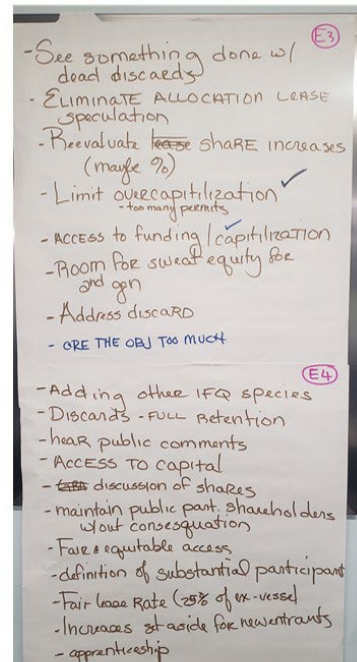 E3
- See something done w/
dead discards
- ELIMINATE ALLOCATION LEASE
speculation
- Reevaluate lease shaRE increases
(maybe %)
- Limit overcapitilization ✓
- too many permits
- ACCESS to funding / capitilization
- Room for sweat equity for
2nd gen
- Address discard
- ARE THE OBJ TOO MUCH
E4
- Adding other IFQ species
- Discards - FULL Retention
- hear public comments
- ACCESS TO CAPITAL
- discussion of shares
- maintain public part. shareholders
w/out consesquation
- Fair & equitable access
- definition of substantial participant
- Fair lease Rate (25% of ex-vessel
- Increases set aside for new entrants
- apprenticeship